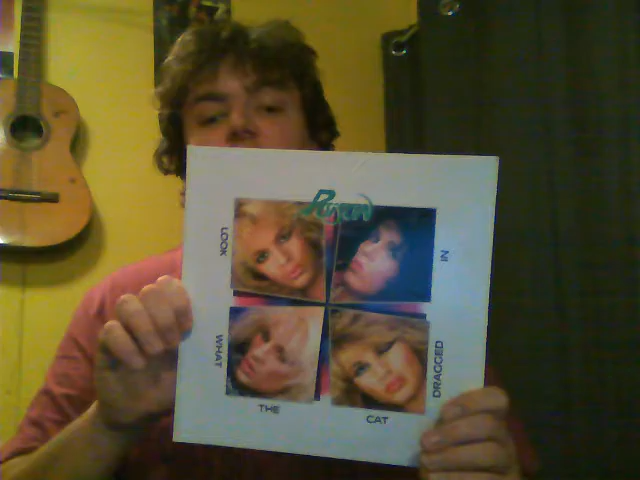 Poison
LOOK
WHAT
THE
CAT
DRAGGED
IN